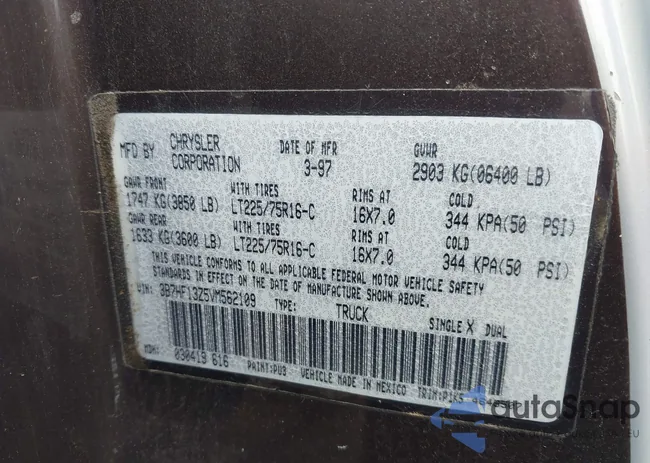 MFD BY CHRYSLER CORPORATION DATE OF MFR 3-97 GVWR 2903 KG(06400 LB)
GAWR FRONT WITH TIRES RIMS AT COLD
1747 KG(3850 LB) LT225/75R16-C 16X7.0 344 KPA(50 PSI)
GAWR REAR WITH TIRES RIMS AT COLD
1633 KG(3600 LB) LT225/75R16-C 16X7.0 344 KPA(50 PSI)
THIS VEHICLE CONFORMS TO ALL APPLICABLE FEDERAL MOTOR VEHICLE SAFETY
STANDARDS IN EFFECT ON THE DATE OF MANUFACTURE SHOWN ABOVE.
VIN: 3B7HF13Z5VM562109 TYPE: TRUCK SINGLE X DUAL
MDH: 030419 616 PAINT:PU3 VEHICLE MADE IN MEXICO
autoSnap